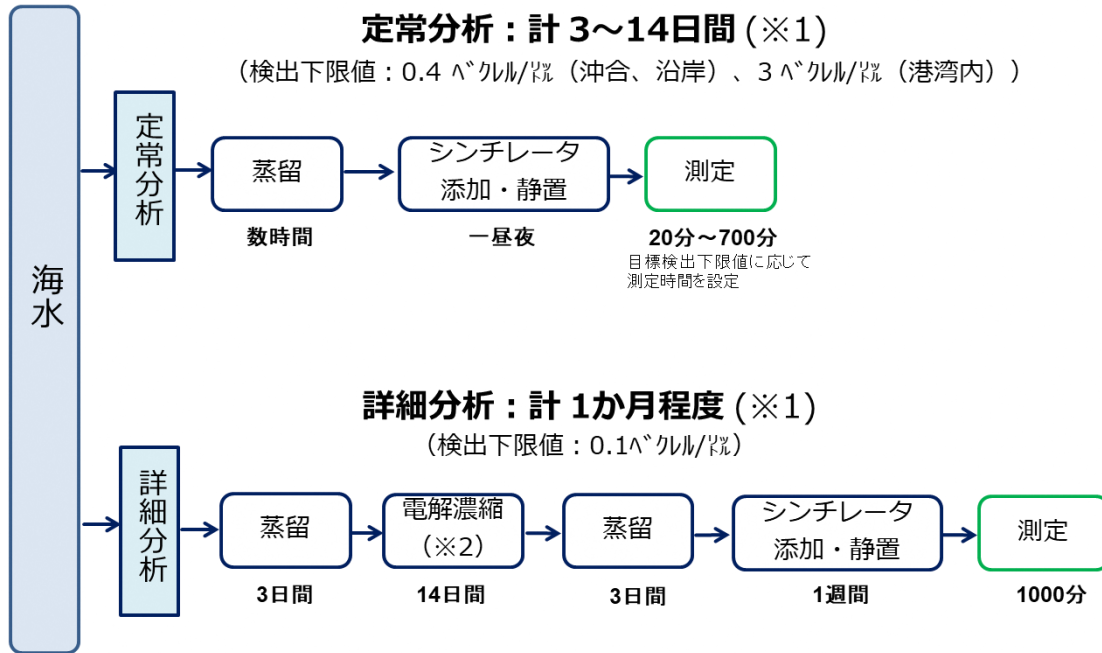 海水
定常分析：計 3～14日間 (※1)
（検出下限値：0.4 ﾍﾞｸﾚﾙ/㍑（沖合、沿岸）、3 ﾍﾞｸﾚﾙ/㍑（港湾内））
定常分析
蒸留
数時間
シンチレータ
添加・静置
一昼夜
測定
20分～700分
目標検出下限値に応じて
測定時間を設定
詳細分析：計 1か月程度 (※1)
（検出下限値：0.1ﾍﾞｸﾚﾙ/㍑）
詳細分析
蒸留
3日間
電解濃縮
（※2）
14日間
蒸留
3日間
シンチレータ
添加・静置
1週間
測定
1000分